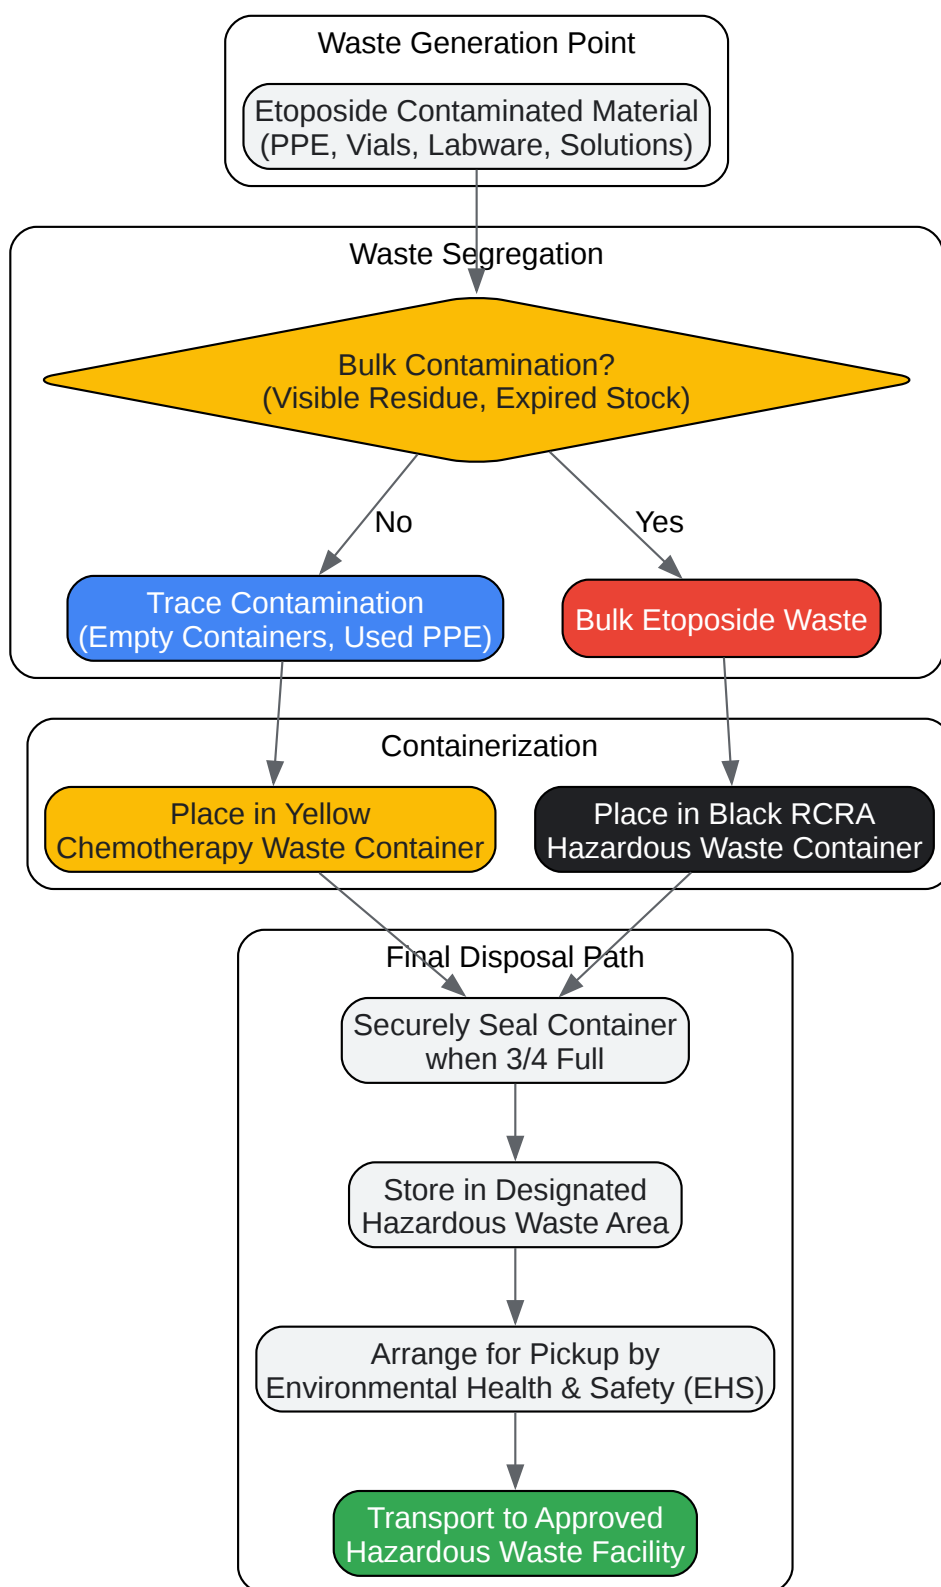 Waste Generation Point
Etoposide Contaminated Material
(PPE, Vials, Labware, Solutions)
Waste Segregation
Bulk Contamination?
(Visible Residue, Expired Stock)
No
Yes
Trace Contamination
(Empty Containers, Used PPE)
Bulk Etoposide Waste
Containerization
Place in Yellow
Chemotherapy Waste Container
Place in Black RCRA
Hazardous Waste Container
Final Disposal Path
Securely Seal Container
when 3/4 Full
Store in Designated
Hazardous Waste Area
Arrange for Pickup by
Environmental Health & Safety (EHS)
Transport to Approved
Hazardous Waste Facility